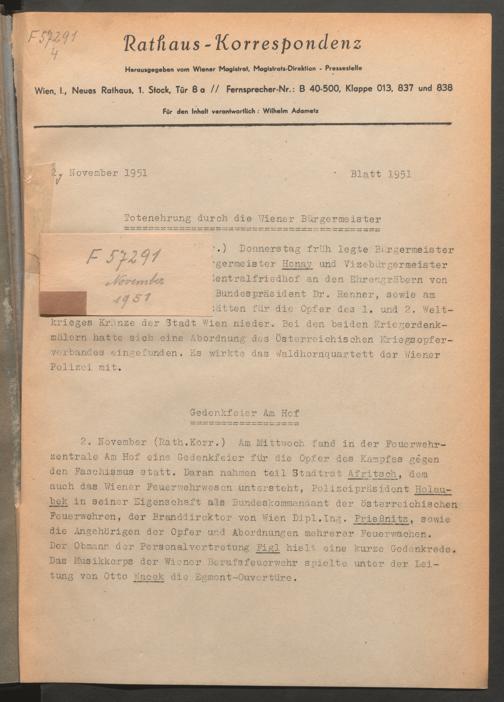 F 57291
4
Rathaus-Korrespondenz
Herausgegeben vom Wiener Magistrat, Magistrats-Direktion - Pressestelle
Wien, I., Neues Rathaus, 1. Stock, Tür 8 a // Fernsprecher-Nr.: B 40-500, Klappe 013, 837 und 838
Für den Inhalt verantwortlich: Wilhelm Adametz
2. November 1951 Blatt 1951
Totenehrung durch die Wiener Bürgermeister
r.) Donnerstag früh legte Bürgermeister
germeister Honay und Vizebürgermeister
entralfriedhof an den Ehrengräbern von
Bundespräsident Dr. Renner, sowie am
ätten für die Opfer des 1. und 2. Welt-
krieges Kränze der Stadt Wien nieder. Bei den beiden Kriegerdenk-
mälern hatte sich eine Abordnung des Österreichischen Kriegsopfer-
verbandes eingefunden. Es wirkte das Waldhornquartett der Wiener
Polizei mit.
F 57291
November
1951
Gedenkfeier Am Hof
2. November (Rath.Korr.) Am Mittwoch fand in der Feuerwehr-
zentrale Am Hof eine Gedenkfeier für die Opfer des Kampfes gegen
den Faschismus statt. Daran nahmen teil Stadtrat Afritsch, dem
auch das Wiener Feuerwehrwesen untersteht, Polizeipräsident Holau-
bek in seiner Eigenschaft als Bundeskommandant der österreichischen
Feuerwehren, der Branddirektor von Wien Dipl.Ing. Prießnitz, sowie
die Angehörigen der Opfer und Abordnungen mehrerer Feuerwachen.
Der Obmann der Personalvertretung Figl hielt eine kurze Gedenkrede.
Das Musikkorps der Wiener Berufsfeuerwehr spielte unter der Lei-
tung von Otto Wacek die Egmont-Ouvertüre.